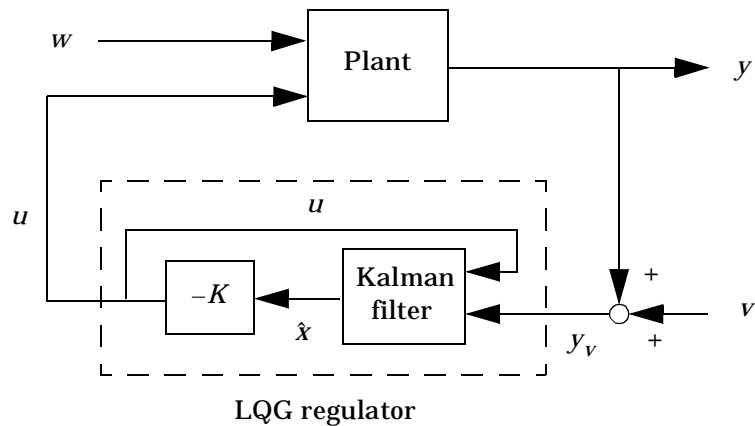 w
Plant
y
u
u
–K
Kalman
filter
x̂
y_v
+
+
v
LQG regulator